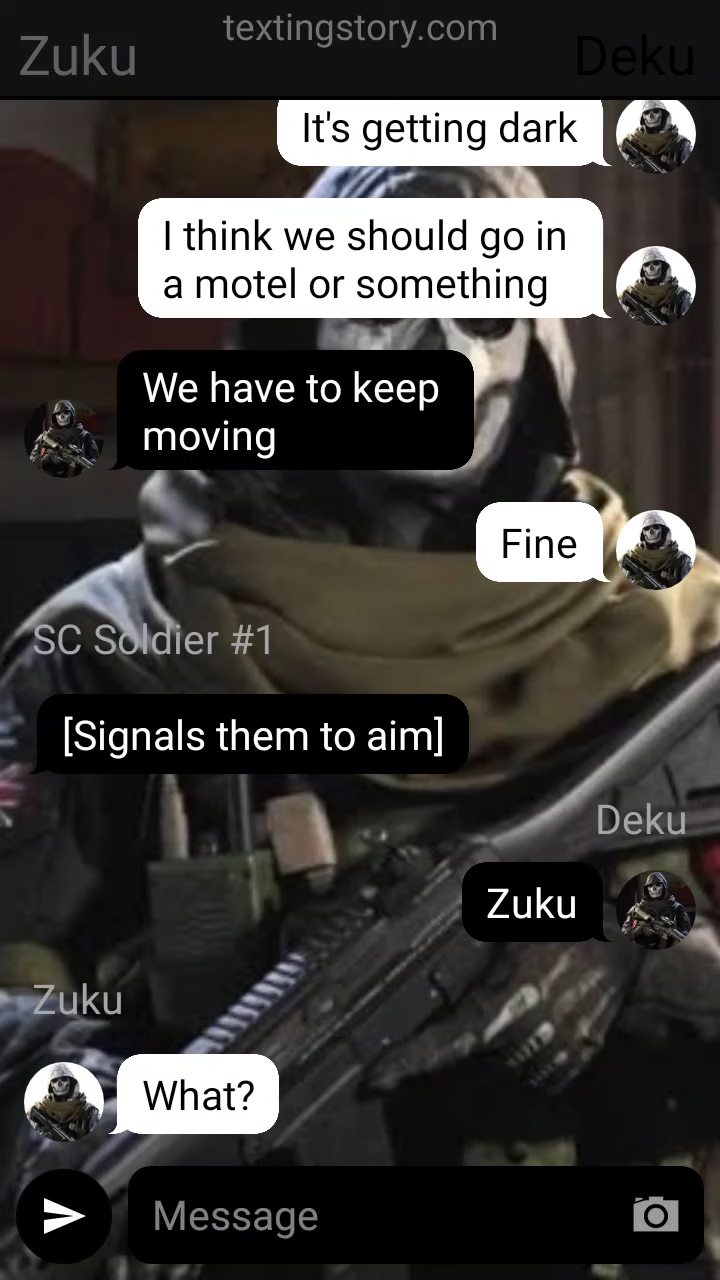 textingstory.com
Zuku
Deku
It's getting dark
I think we should go in
a motel or something
We have to keep
moving
Fine
SC Soldier #1
[Signals them to aim]
Deku
Zuku
Zuku
What?
Message